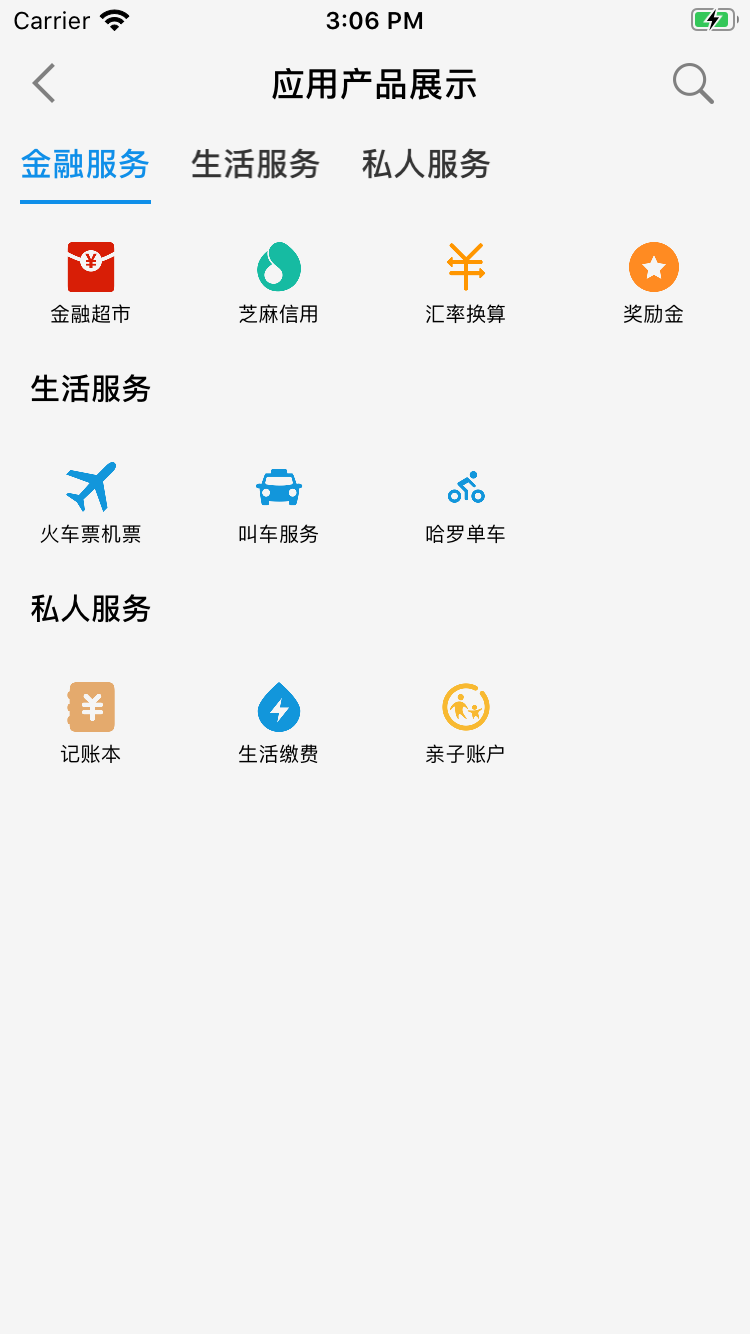 Carrier 3:06 PM
应用产品展示
金融服务 生活服务 私人服务
金融超市 芝麻信用 汇率换算 奖励金
生活服务
火车票机票 叫车服务 哈罗单车
私人服务
记账本 生活缴费 亲子账户